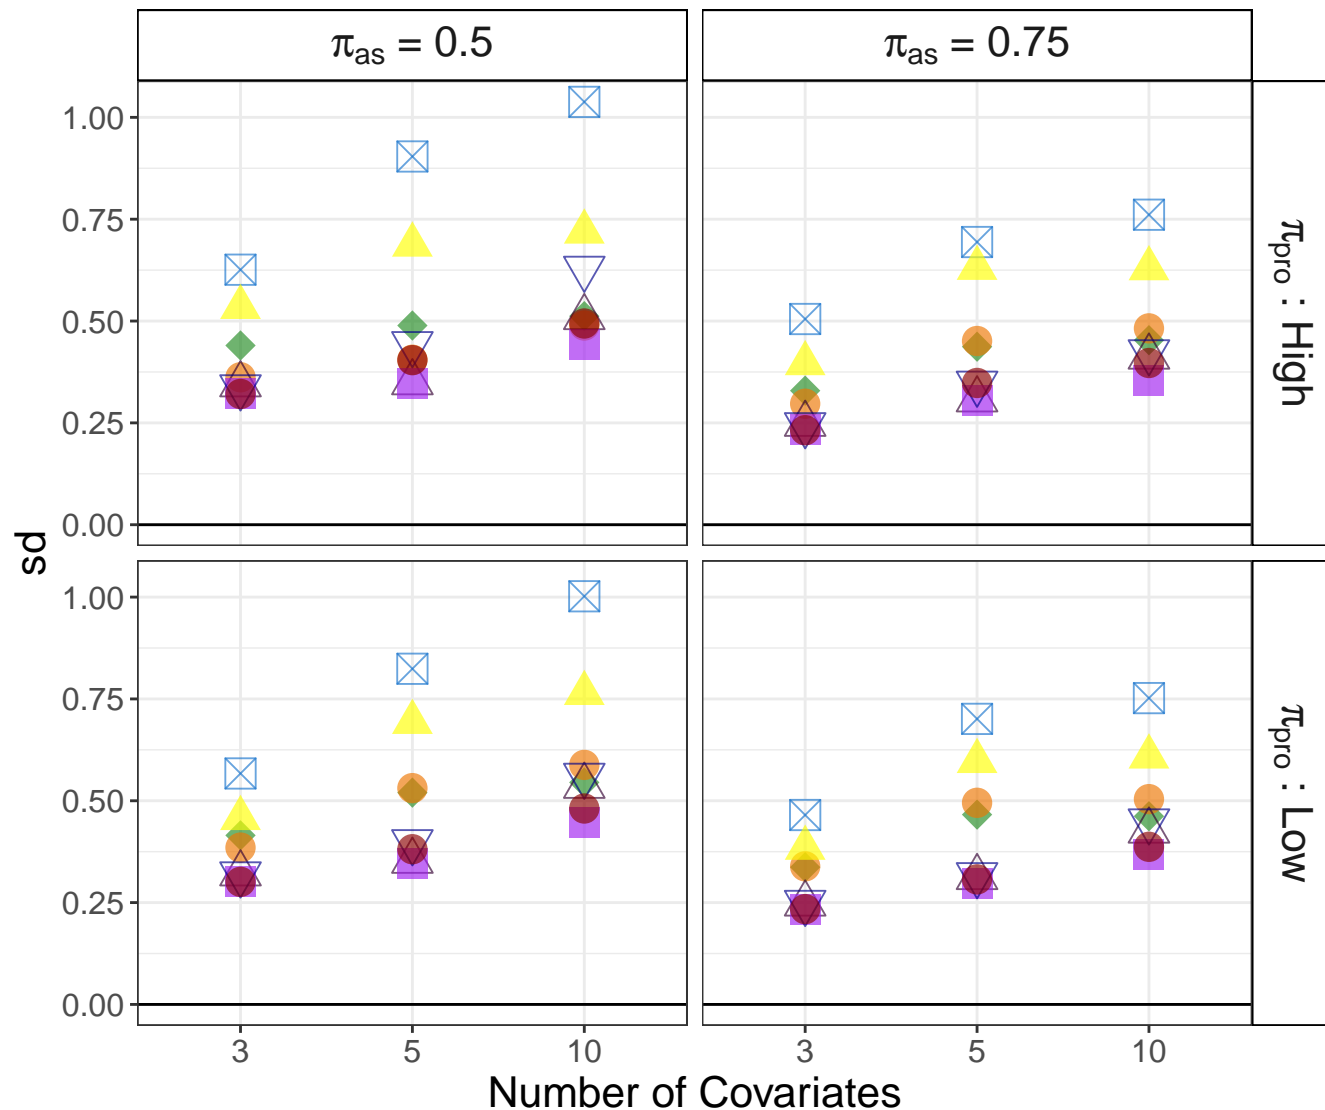 π_as = 0.5
π_as = 0.75
1.00
0.75
0.50
0.25
0.00
π_pro : High
sd
1.00
0.75
0.50
0.25
0.00
π_pro : Low
3 5 10
3 5 10
Number of Covariates